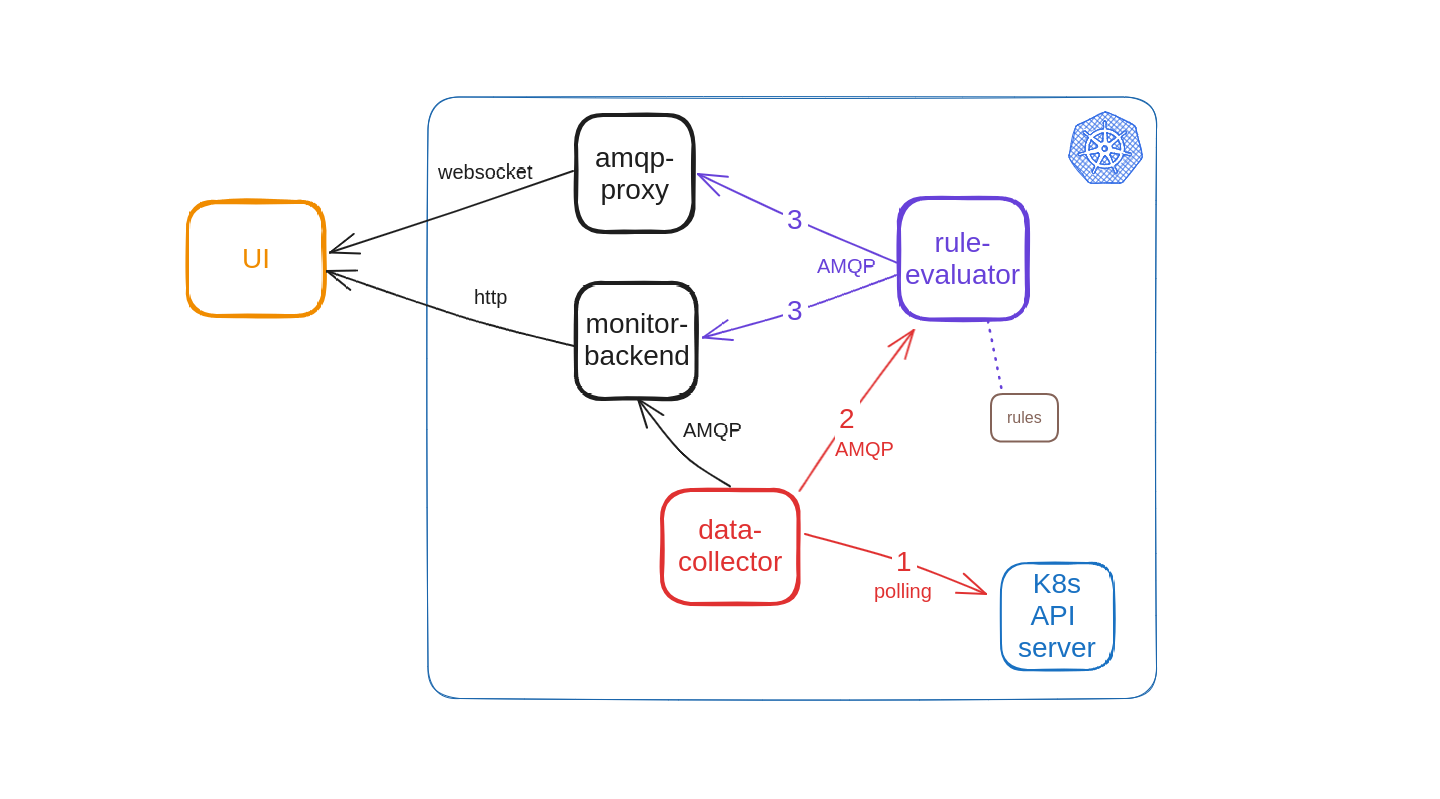 amqp-
proxy
websocket
UI
3
rule-
evaluator
AMQP
http
3
monitor-
backend
2
AMQP
AMQP
rules
data-
collector
1
polling
K8s
API
server